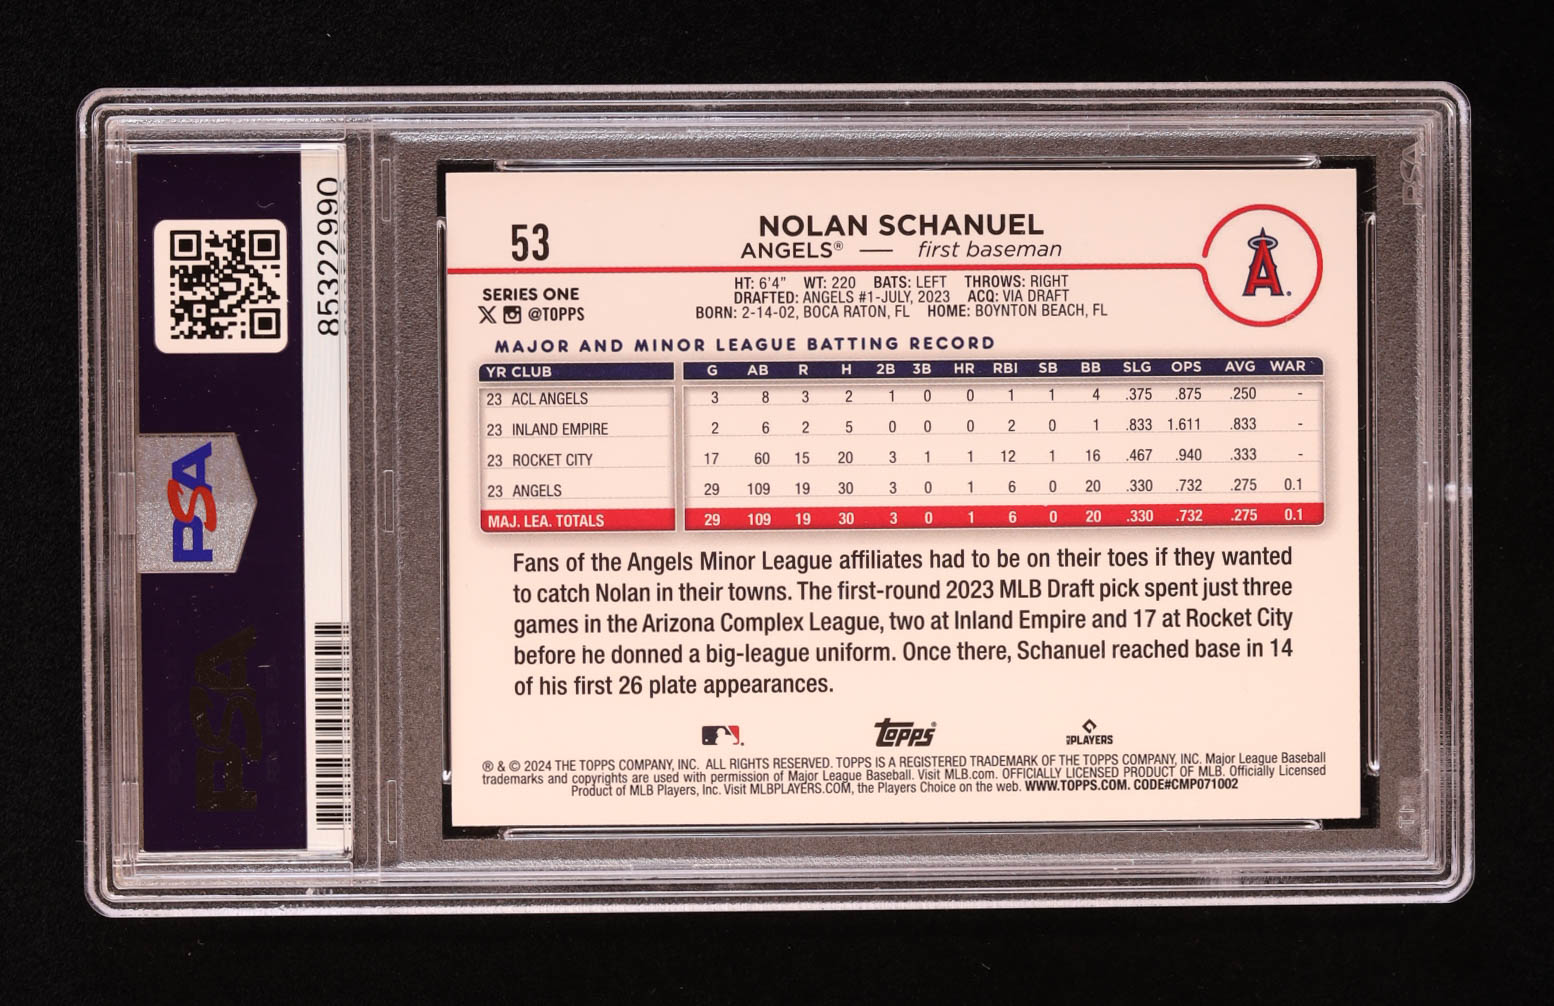 85322990
PSA
PSA
53
NOLAN SCHANUEL
ANGELS® — first baseman
A
SERIES ONE
@TOPPS
HT: 6'4" WT: 220 BATS: LEFT THROWS: RIGHT
DRAFTED: ANGELS #1-JULY, 2023 ACQ: VIA DRAFT
BORN: 2-14-02, BOCA RATON, FL HOME: BOYNTON BEACH, FL
MAJOR AND MINOR LEAGUE BATTING RECORD
YR CLUB G AB R H 2B 3B HR RBI SB BB SLG OPS AVG WAR
23 ACL ANGELS 3 8 3 2 1 0 0 1 1 4 .375 .875 .250 -
23 INLAND EMPIRE 2 6 2 5 0 0 0 2 0 1 .833 1.611 .833 -
23 ROCKET CITY 17 60 15 20 3 1 1 12 1 16 .467 .940 .333 -
23 ANGELS 29 109 19 30 3 0 1 6 0 20 .330 .732 .275 0.1
MAJ. LEA. TOTALS 29 109 19 30 3 0 1 6 0 20 .330 .732 .275 0.1
Fans of the Angels Minor League affiliates had to be on their toes if they wanted
to catch Nolan in their towns. The first-round 2023 MLB Draft pick spent just three
games in the Arizona Complex League, two at Inland Empire and 17 at Rocket City
before he donned a big-league uniform. Once there, Schanuel reached base in 14
of his first 26 plate appearances.
topps®
PLAYERS
® & © 2024 THE TOPPS COMPANY, INC. ALL RIGHTS RESERVED. TOPPS IS A REGISTERED TRADEMARK OF THE TOPPS COMPANY, INC. Major League Baseball
trademarks and copyrights are used with permission of Major League Baseball. Visit MLB.com. OFFICIALLY LICENSED PRODUCT OF MLB. Officially Licensed
Product of MLB Players, Inc. Visit MLBPLAYERS.COM, the Players Choice on the web. WWW.TOPPS.COM. CODE#CMP071002
PSA